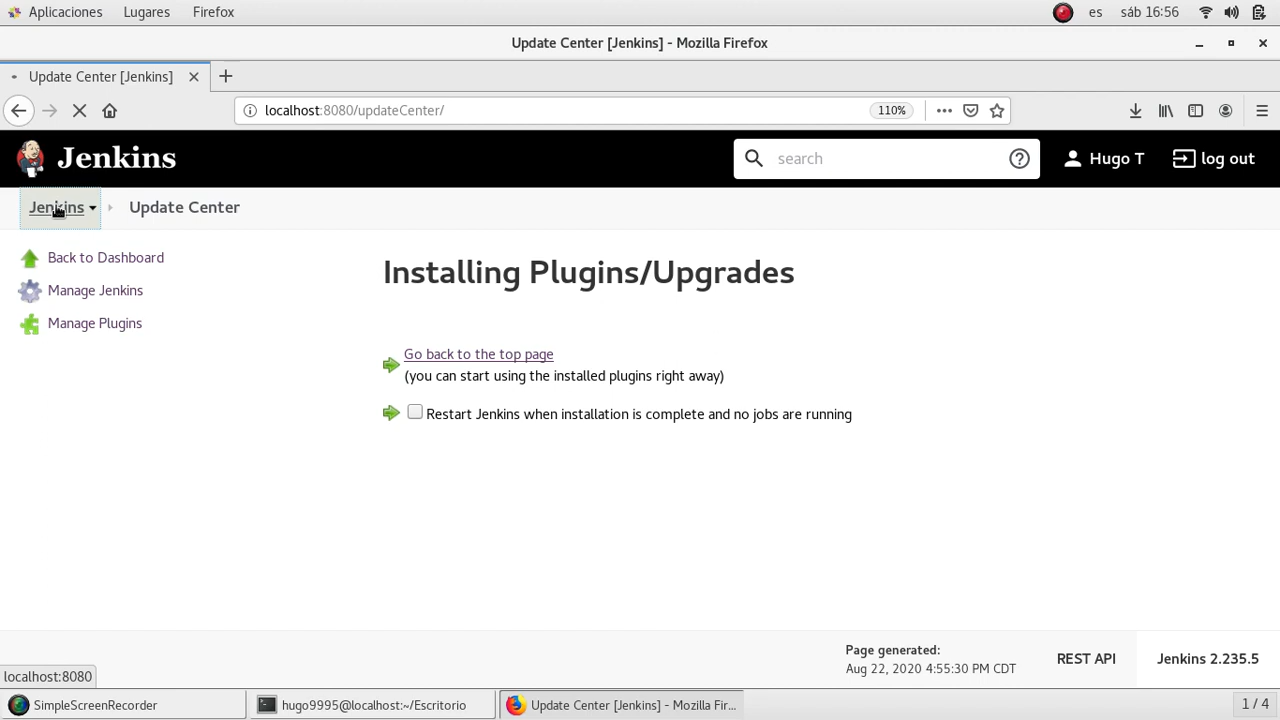 Aplicaciones Lugares Firefox es sáb 16:56
Update Center [Jenkins] - Mozilla Firefox
Update Center [Jenkins]
localhost:8080/updateCenter/ 110%
Jenkins search Hugo T log out
Jenkins Update Center
Back to Dashboard
Manage Jenkins
Manage Plugins
Installing Plugins/Upgrades
Go back to the top page
(you can start using the installed plugins right away)
Restart Jenkins when installation is complete and no jobs are running
Page generated:
Aug 22, 2020 4:55:30 PM CDT
REST API
Jenkins 2.235.5
localhost:8080
SimpleScreenRecorder hugo9995@localhost:~/Escritorio Update Center [Jenkins] - Mozilla Fir... 1 / 4